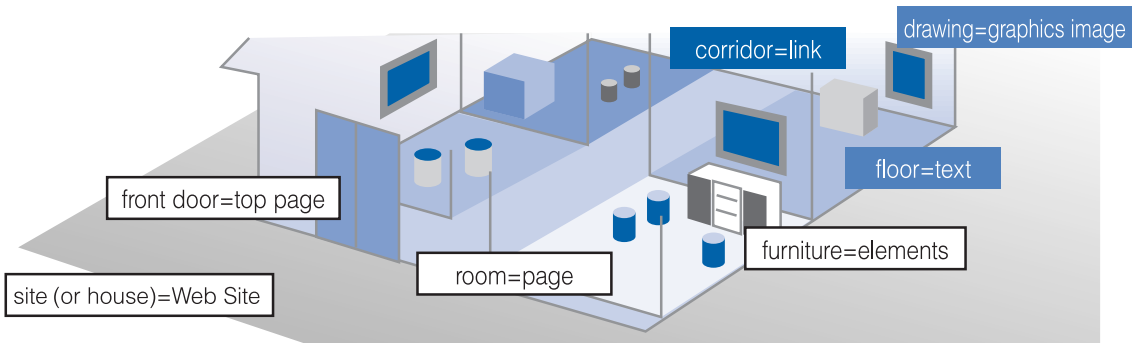 drawing=graphics image
corridor=link
floor=text
front door=top page
furniture=elements
room=page
site (or house)=Web Site